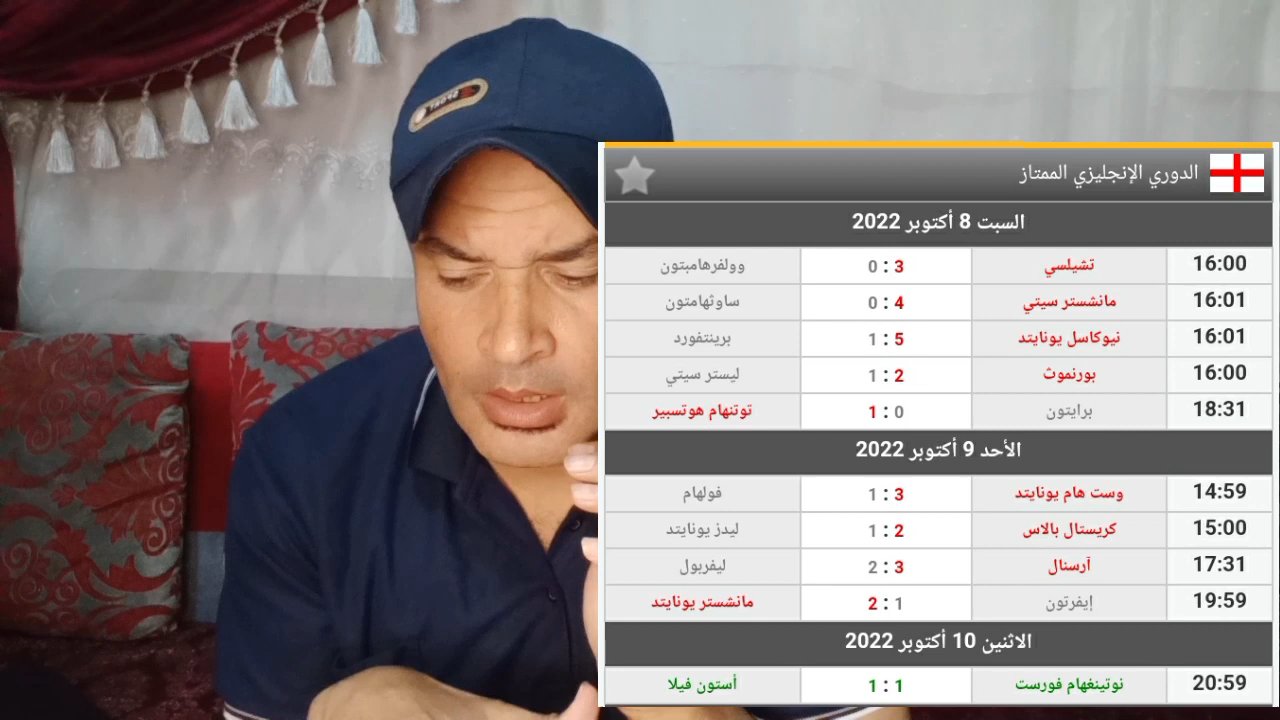 الدوري الإنجليزي الممتاز
السبت 8 أكتوبر 2022
16:00 تشيلسي 3 : 0 وولفرهامبتون
16:01 مانشستر سيتي 4 : 0 ساوثهامتون
16:01 نيوكاسل يونايتد 5 : 1 برينتفورد
16:00 بورنموث 2 : 1 ليستر سيتي
18:31 برايتون 0 : 1 توتنهام هوتسبير
الأحد 9 أكتوبر 2022
14:59 وست هام يونايتد 3 : 1 فولهام
15:00 كريستال بالاس 2 : 1 ليدز يونايتد
17:31 آرسنال 3 : 2 ليفربول
19:59 إيفرتون 1 : 2 مانشستر يونايتد
الاثنين 10 أكتوبر 2022
20:59 نوتينغهام فورست 1 : 1 أستون فيلا